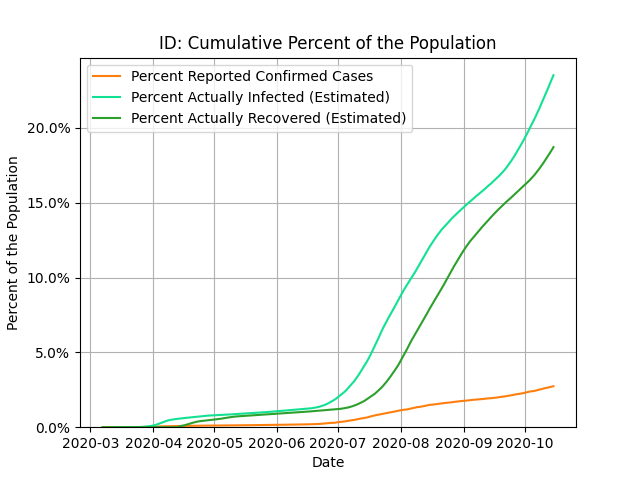 ID: Cumulative Percent of the Population
Percent Reported Confirmed Cases
Percent Actually Infected (Estimated)
Percent Actually Recovered (Estimated)
Percent of the Population
20.0%
15.0%
10.0%
5.0%
0.0%
2020-03 2020-04 2020-05 2020-06 2020-07 2020-08 2020-09 2020-10
Date